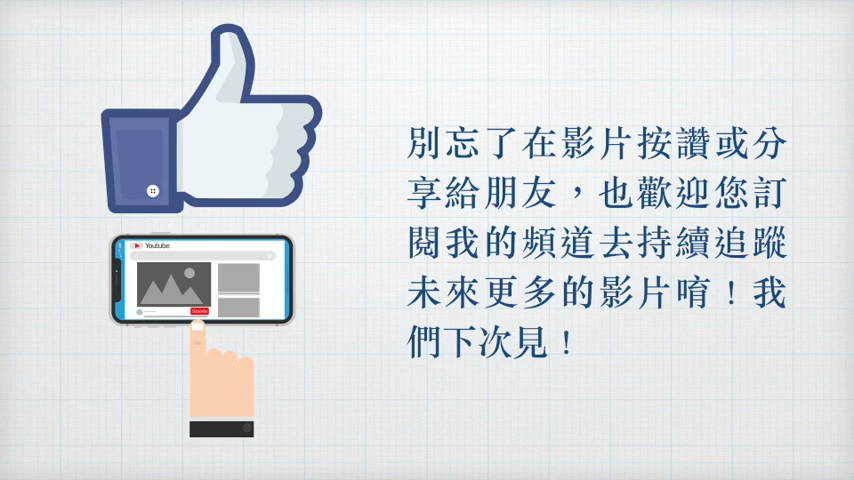 別忘了在影片按讚或分
享給朋友，也歡迎您訂
閱我的頻道去持續追蹤
未來更多的影片唷！我
們下次見！
Youtube
Subscribe